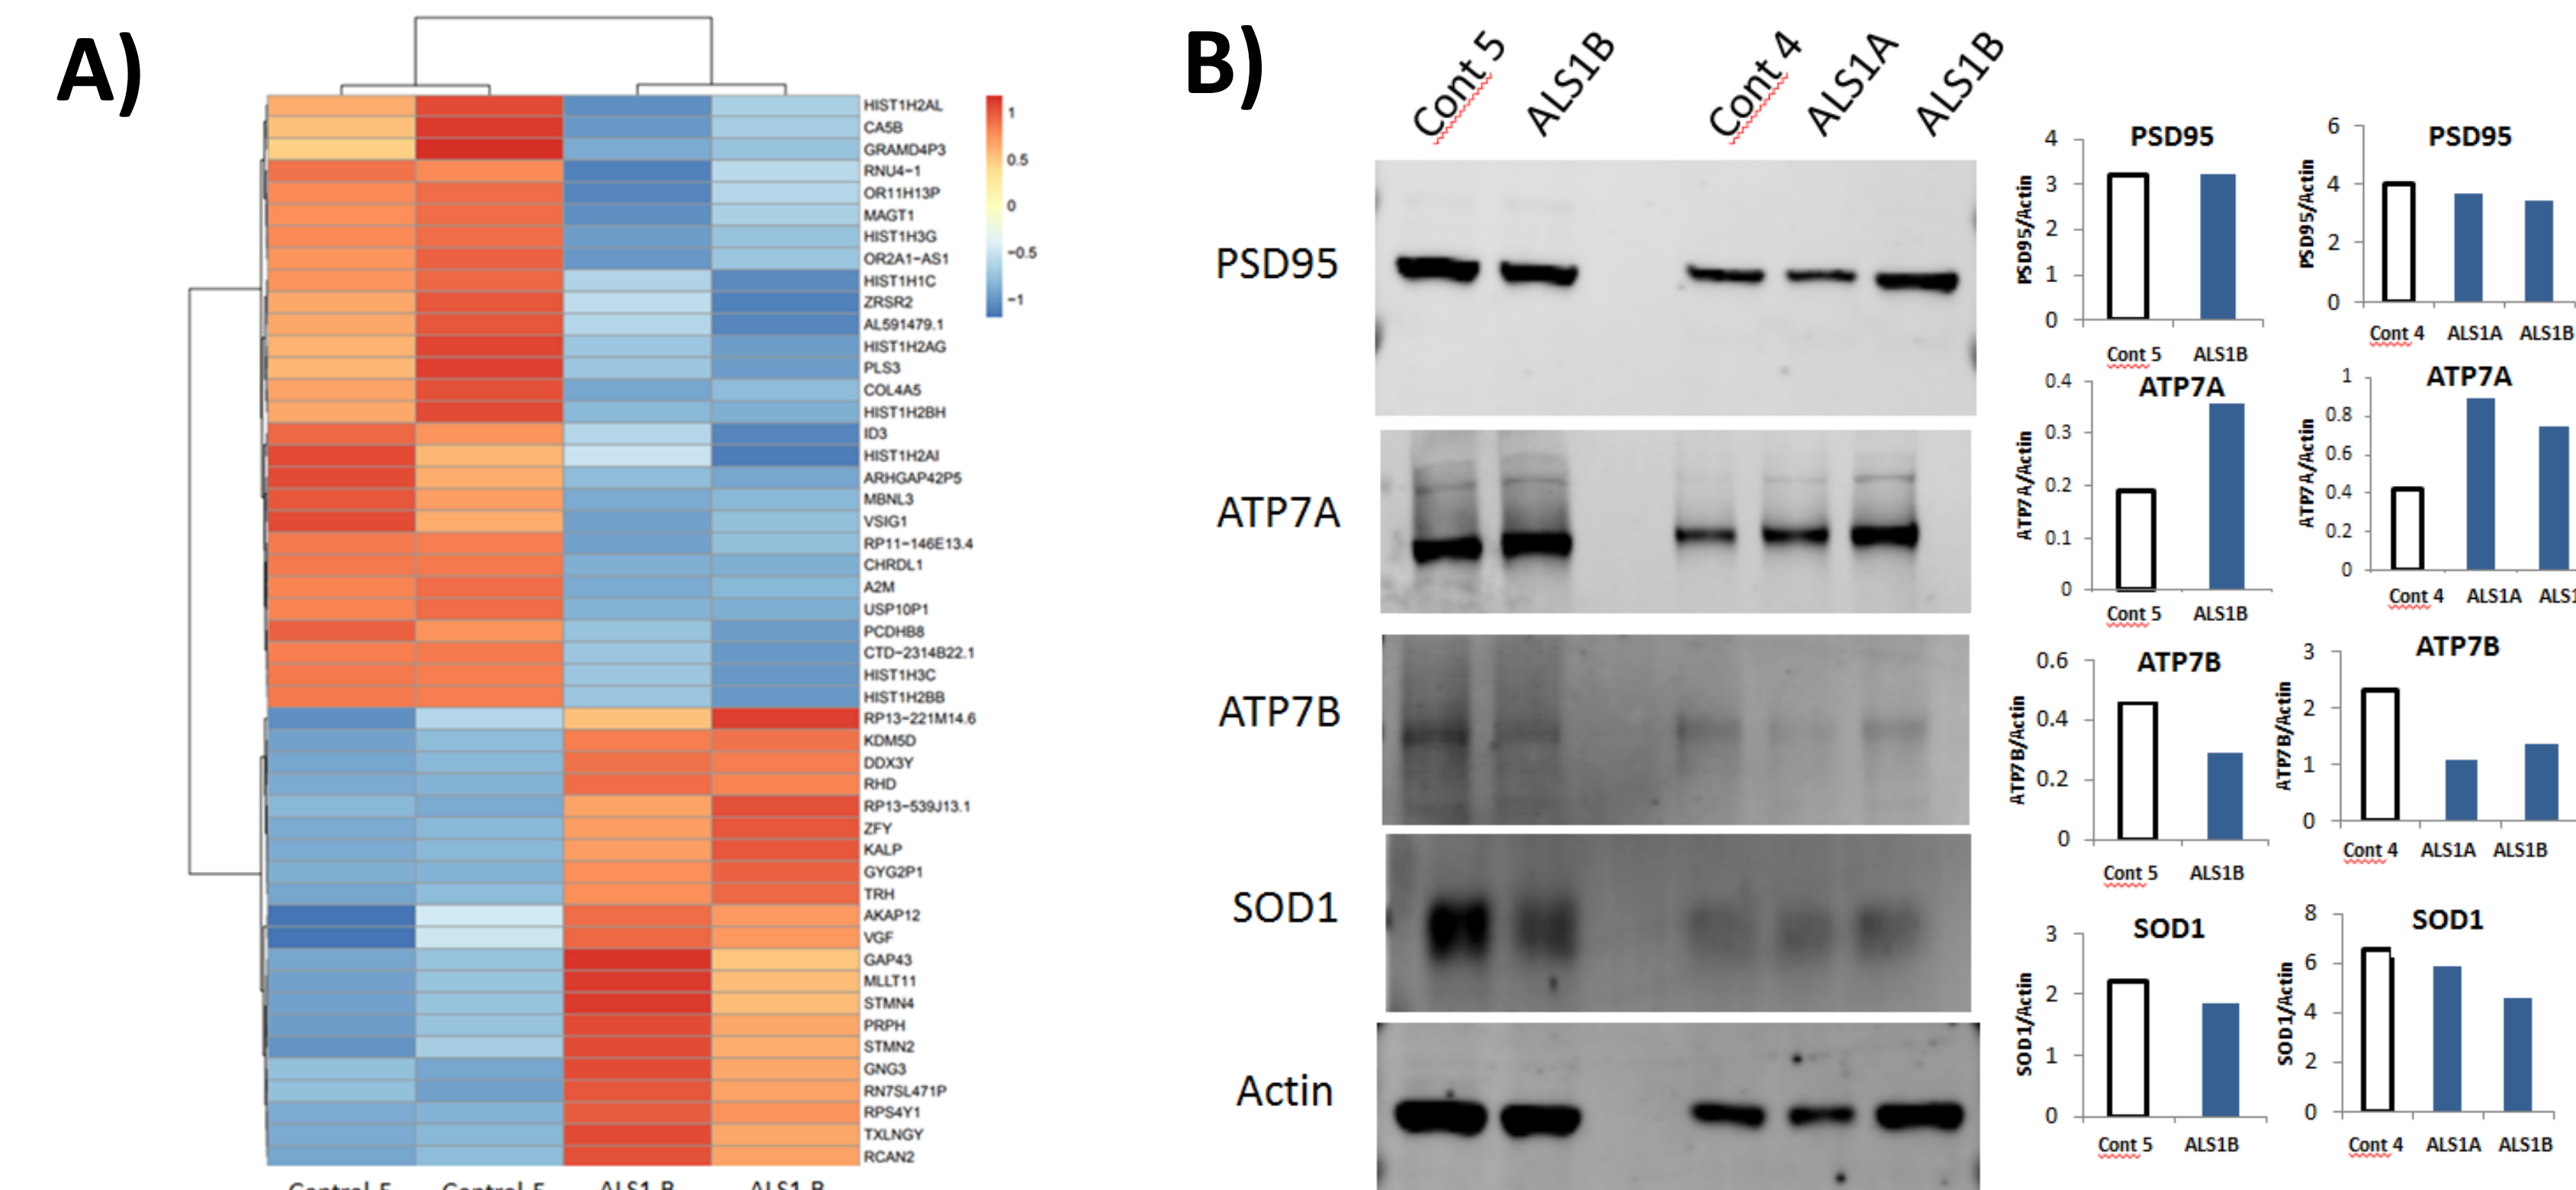 A)
HIST1H2AL
CA5B
GRAMD4P3
RNU4−1
OR11H13P
MAGT1
HIST1H3G
OR2A1−AS1
HIST1H1C
ZRSR2
AL591479.1
HIST1H2AG
PLS3
COL4A5
HIST1H2BH
ID3
HIST1H2AI
ARHGAP42P5
MBNL3
VSIG1
RP11−146E13.4
CHRDL1
A2M
USP10P1
PCDHB8
CTD−2314B22.1
HIST1H3C
HIST1H2BB
RP13−221M14.6
KDM5D
DDX3Y
RHD
RP13−539J13.1
ZFY
KALP
GYG2P1
TRH
AKAP12
VGF
GAP43
MLLT11
STMN4
PRPH
STMN2
GNG3
RN7SL471P
RPS4Y1
TXLNGY
RCAN2
1
0.5
0
−0.5
−1
B)
Cont 5 ALS1B Cont 4 ALS1A ALS1B
PSD95
ATP7A
ATP7B
SOD1
Actin
PSD95
PSD95/Actin
4
3
2
1
0
Cont 5 ALS1B
PSD95
PSD95/Actin
6
4
2
0
Cont 4 ALS1A ALS1B
ATP7A
ATP7A/Actin
0.4
0.3
0.2
0.1
0
Cont 5 ALS1B
ATP7A
ATP7A/Actin
1
0.8
0.6
0.4
0.2
0
Cont 4 ALS1A ALS1
ATP7B
ATP7B/Actin
0.6
0.4
0.2
0
Cont 5 ALS1B
ATP7B
ATP7B/Actin
3
2
1
0
Cont 4 ALS1A ALS1B
SOD1
SOD1/Actin
3
2
1
0
Cont 5 ALS1B
SOD1
SOD1/Actin
8
6
4
2
0
Cont 4 ALS1A ALS1B